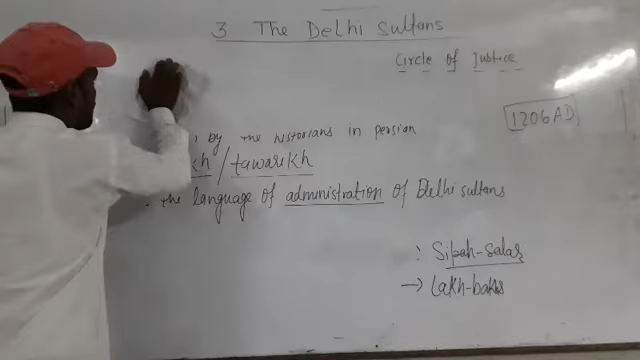 3 The Delhi Sultans
Circle of Justice
1206AD
: by the historians in persian
kh / tawarikh
- the language of administration of Delhi sultans
: Sipah-salar
→ Lakh-baksh